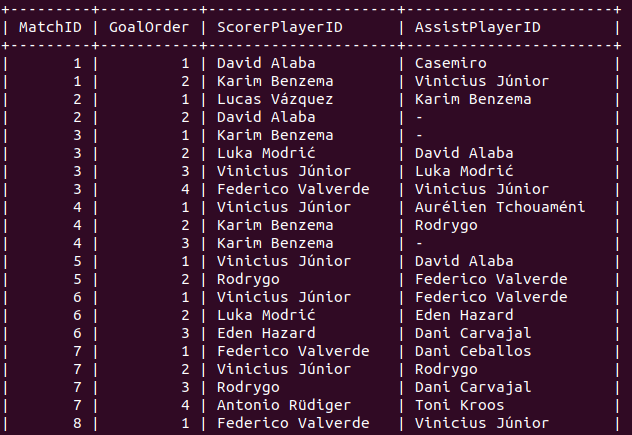 +---------+-----------+---------------------+-----------------------+
| MatchID | GoalOrder | ScorerPlayerID      | AssistPlayerID        |
+---------+-----------+---------------------+-----------------------+
|       1 |         1 | David Alaba         | Casemiro              |
|       1 |         2 | Karim Benzema       | Vinicius Júnior       |
|       2 |         1 | Lucas Vázquez       | Karim Benzema         |
|       2 |         2 | David Alaba         | -                     |
|       3 |         1 | Karim Benzema       | -                     |
|       3 |         2 | Luka Modrić         | David Alaba           |
|       3 |         3 | Vinicius Júnior     | Luka Modrić           |
|       3 |         4 | Federico Valverde   | Vinicius Júnior       |
|       4 |         1 | Vinicius Júnior     | Aurélien Tchouaméni   |
|       4 |         2 | Karim Benzema       | Rodrygo               |
|       4 |         3 | Karim Benzema       | -                     |
|       5 |         1 | Vinicius Júnior     | David Alaba           |
|       5 |         2 | Rodrygo             | Federico Valverde     |
|       6 |         1 | Vinicius Júnior     | Federico Valverde     |
|       6 |         2 | Luka Modrić         | Eden Hazard           |
|       6 |         3 | Eden Hazard         | Dani Carvajal         |
|       7 |         1 | Federico Valverde   | Dani Ceballos         |
|       7 |         2 | Vinicius Júnior     | Rodrygo               |
|       7 |         3 | Rodrygo             | Dani Carvajal         |
|       7 |         4 | Antonio Rüdiger     | Toni Kroos            |
|       8 |         1 | Federico Valverde   | Vinicius Júnior       |